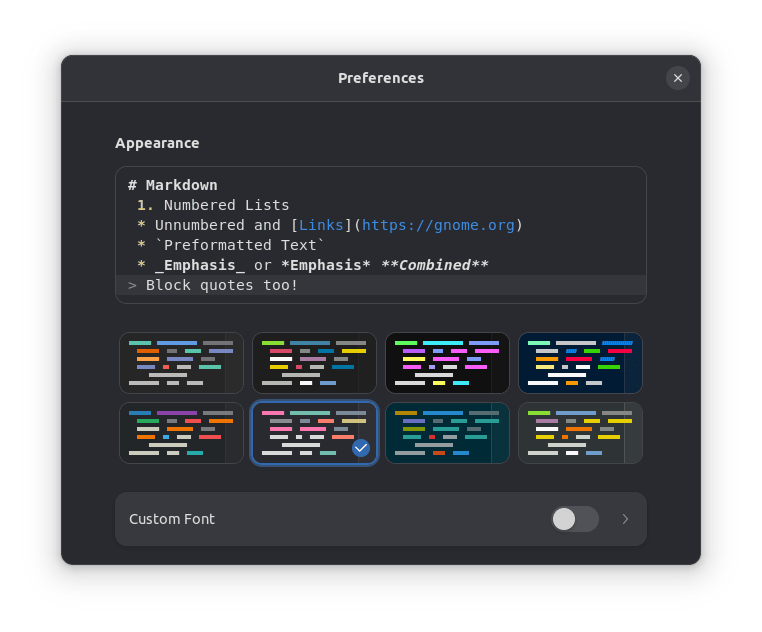 Preferences
Appearance
# Markdown
1. Numbered Lists
* Unnumbered and [Links](https://gnome.org)
* `Preformatted Text`
* _Emphasis_ or *Emphasis* **Combined**
> Block quotes too!
Custom Font